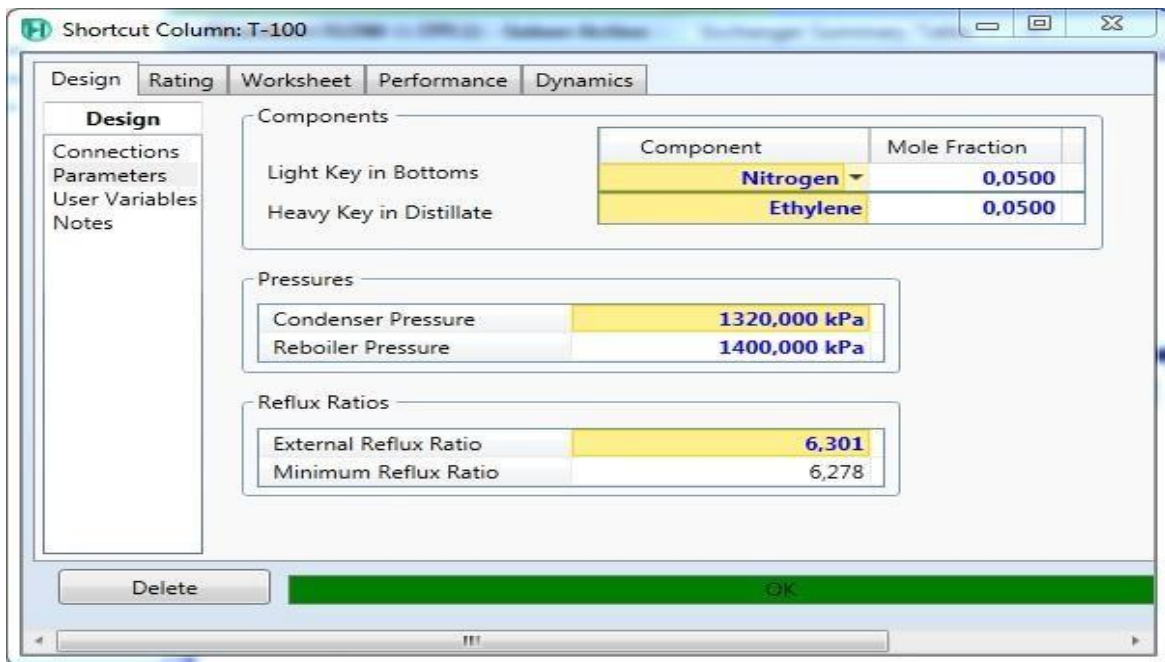 Shortcut Column: T-100
Design Rating Worksheet Performance Dynamics
Design
Connections
Parameters
User Variables
Notes
Components
Component Mole Fraction
Light Key in Bottoms Nitrogen 0,0500
Heavy Key in Distillate Ethylene 0,0500
Pressures
Condenser Pressure 1320,000 kPa
Reboiler Pressure 1400,000 kPa
Reflux Ratios
External Reflux Ratio 6,301
Minimum Reflux Ratio 6,278
Delete OK